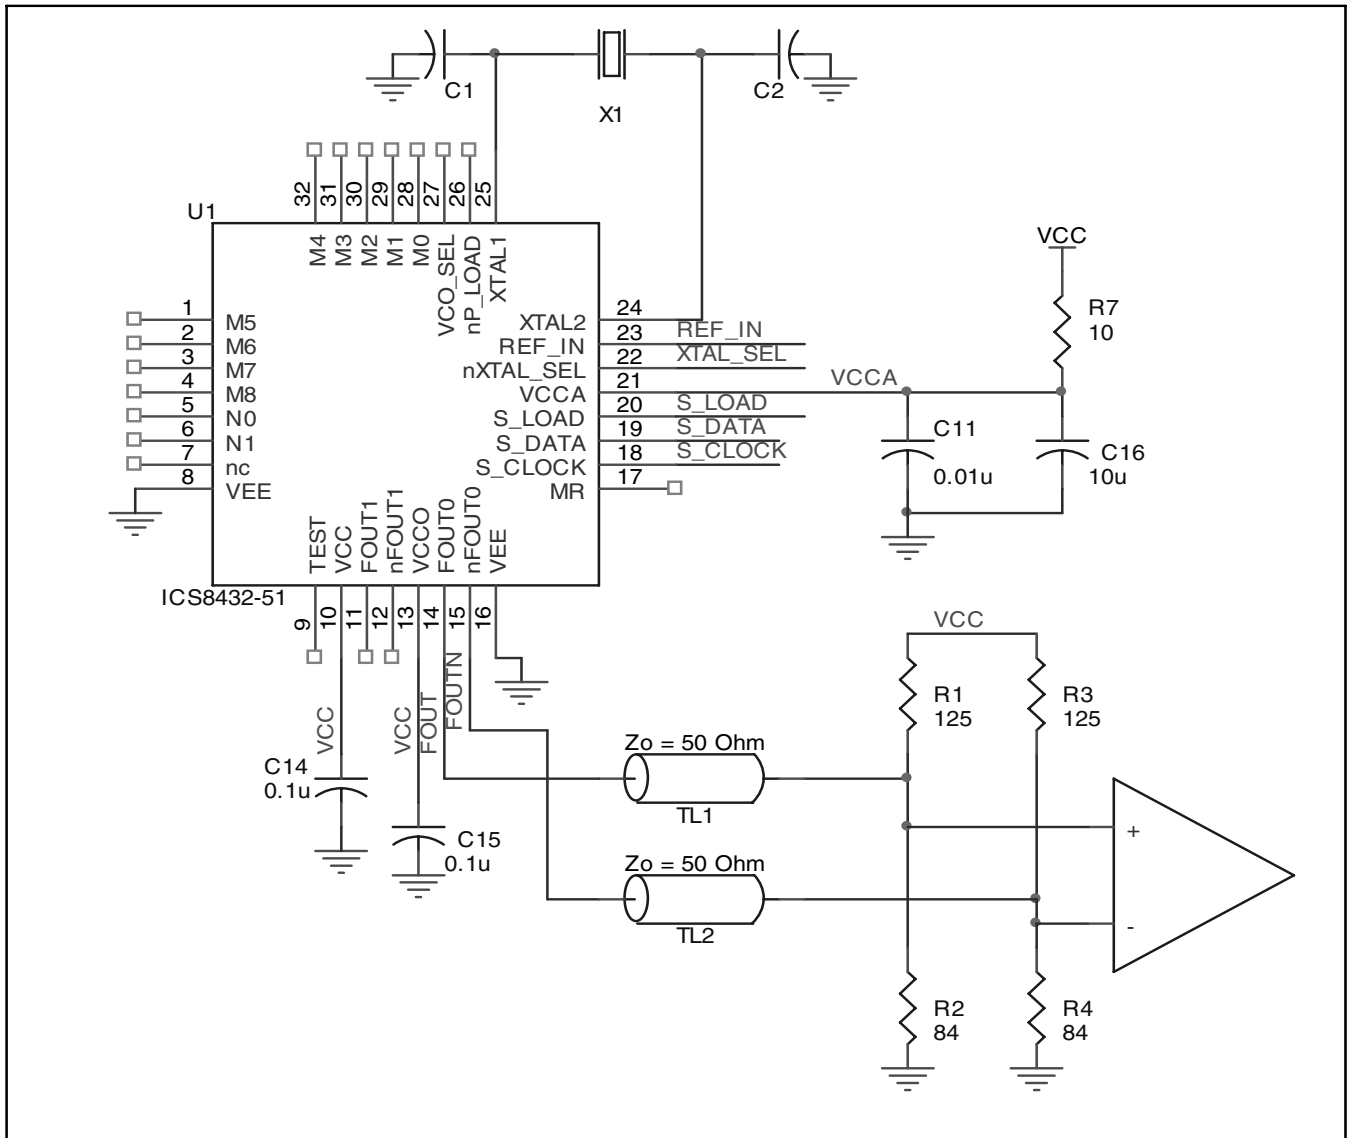 C1
X1
C2
32
31
30
29
28
27
26
25
U1
M4
M3
M2
M1
M0
VCO_SEL
nP_LOAD
XTAL1
VCC
R7
10
1
2
3
4
5
6
7
8
M5
M6
M7
M8
N0
N1
nc
VEE
XTAL2
REF_IN
nXTAL_SEL
VCCA
S_LOAD
S_DATA
S_CLOCK
MR
24
23
22
21
20
19
18
17
REF_IN
XTAL_SEL
VCCA
S_LOAD
S_DATA
S_CLOCK
C11
0.01u
C16
10u
TEST
VCC
FOUT1
nFOUT1
VCCO
FOUT0
nFOUT0
VEE
ICS8432-51
9
10
11
12
13
14
15
16
VCC
VCC
FOUT
FOUTN
C14
0.1u
C15
0.1u
Zo = 50 Ohm
TL1
Zo = 50 Ohm
TL2
VCC
R1
125
R3
125
+
-
R2
84
R4
84